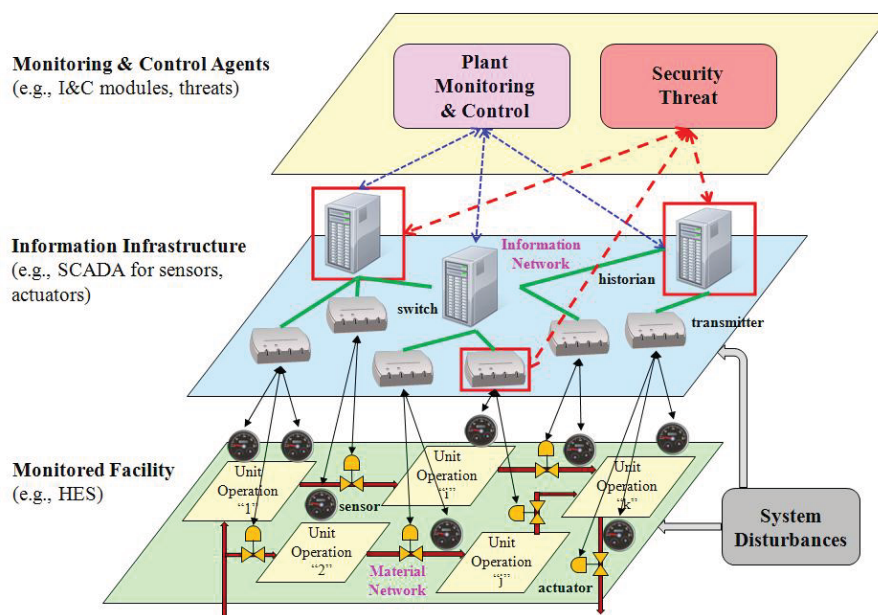 Monitoring & Control Agents
(e.g., I&C modules, threats)
Plant
Monitoring
& Control
Security
Threat
Information Infrastructure
(e.g., SCADA for sensors,
actuators)
Information
Network
switch
historian
transmitter
Monitored Facility
(e.g., HES)
Unit
Operation
“1”
sensor
Unit
Operation
“i”
Unit
Operation
“k”
Unit
Operation
“2”
Material
Network
Unit
Operation
“j”
actuator
System
Disturbances